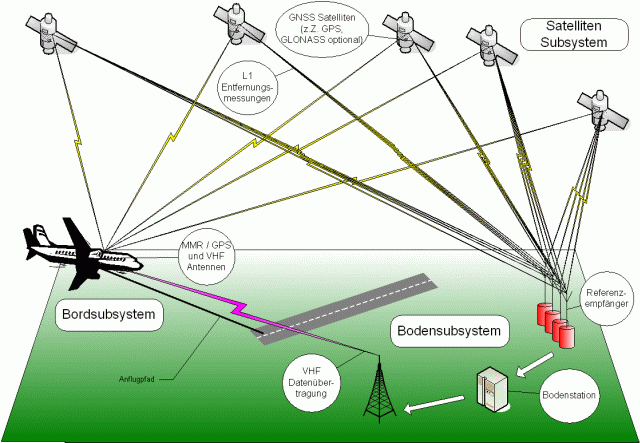 GNSS Satelliten
(z.Z. GPS,
GLONASS optional)
Satelliten
Subsystem
L1
Entfernungs-
messungen
MMR / GPS
und VHF
Antennen
Referenz-
empfänger
Bordsubsystem
Bodensubsystem
Anflugpfad
VHF
Datenüber-
tragung
Bodenstation